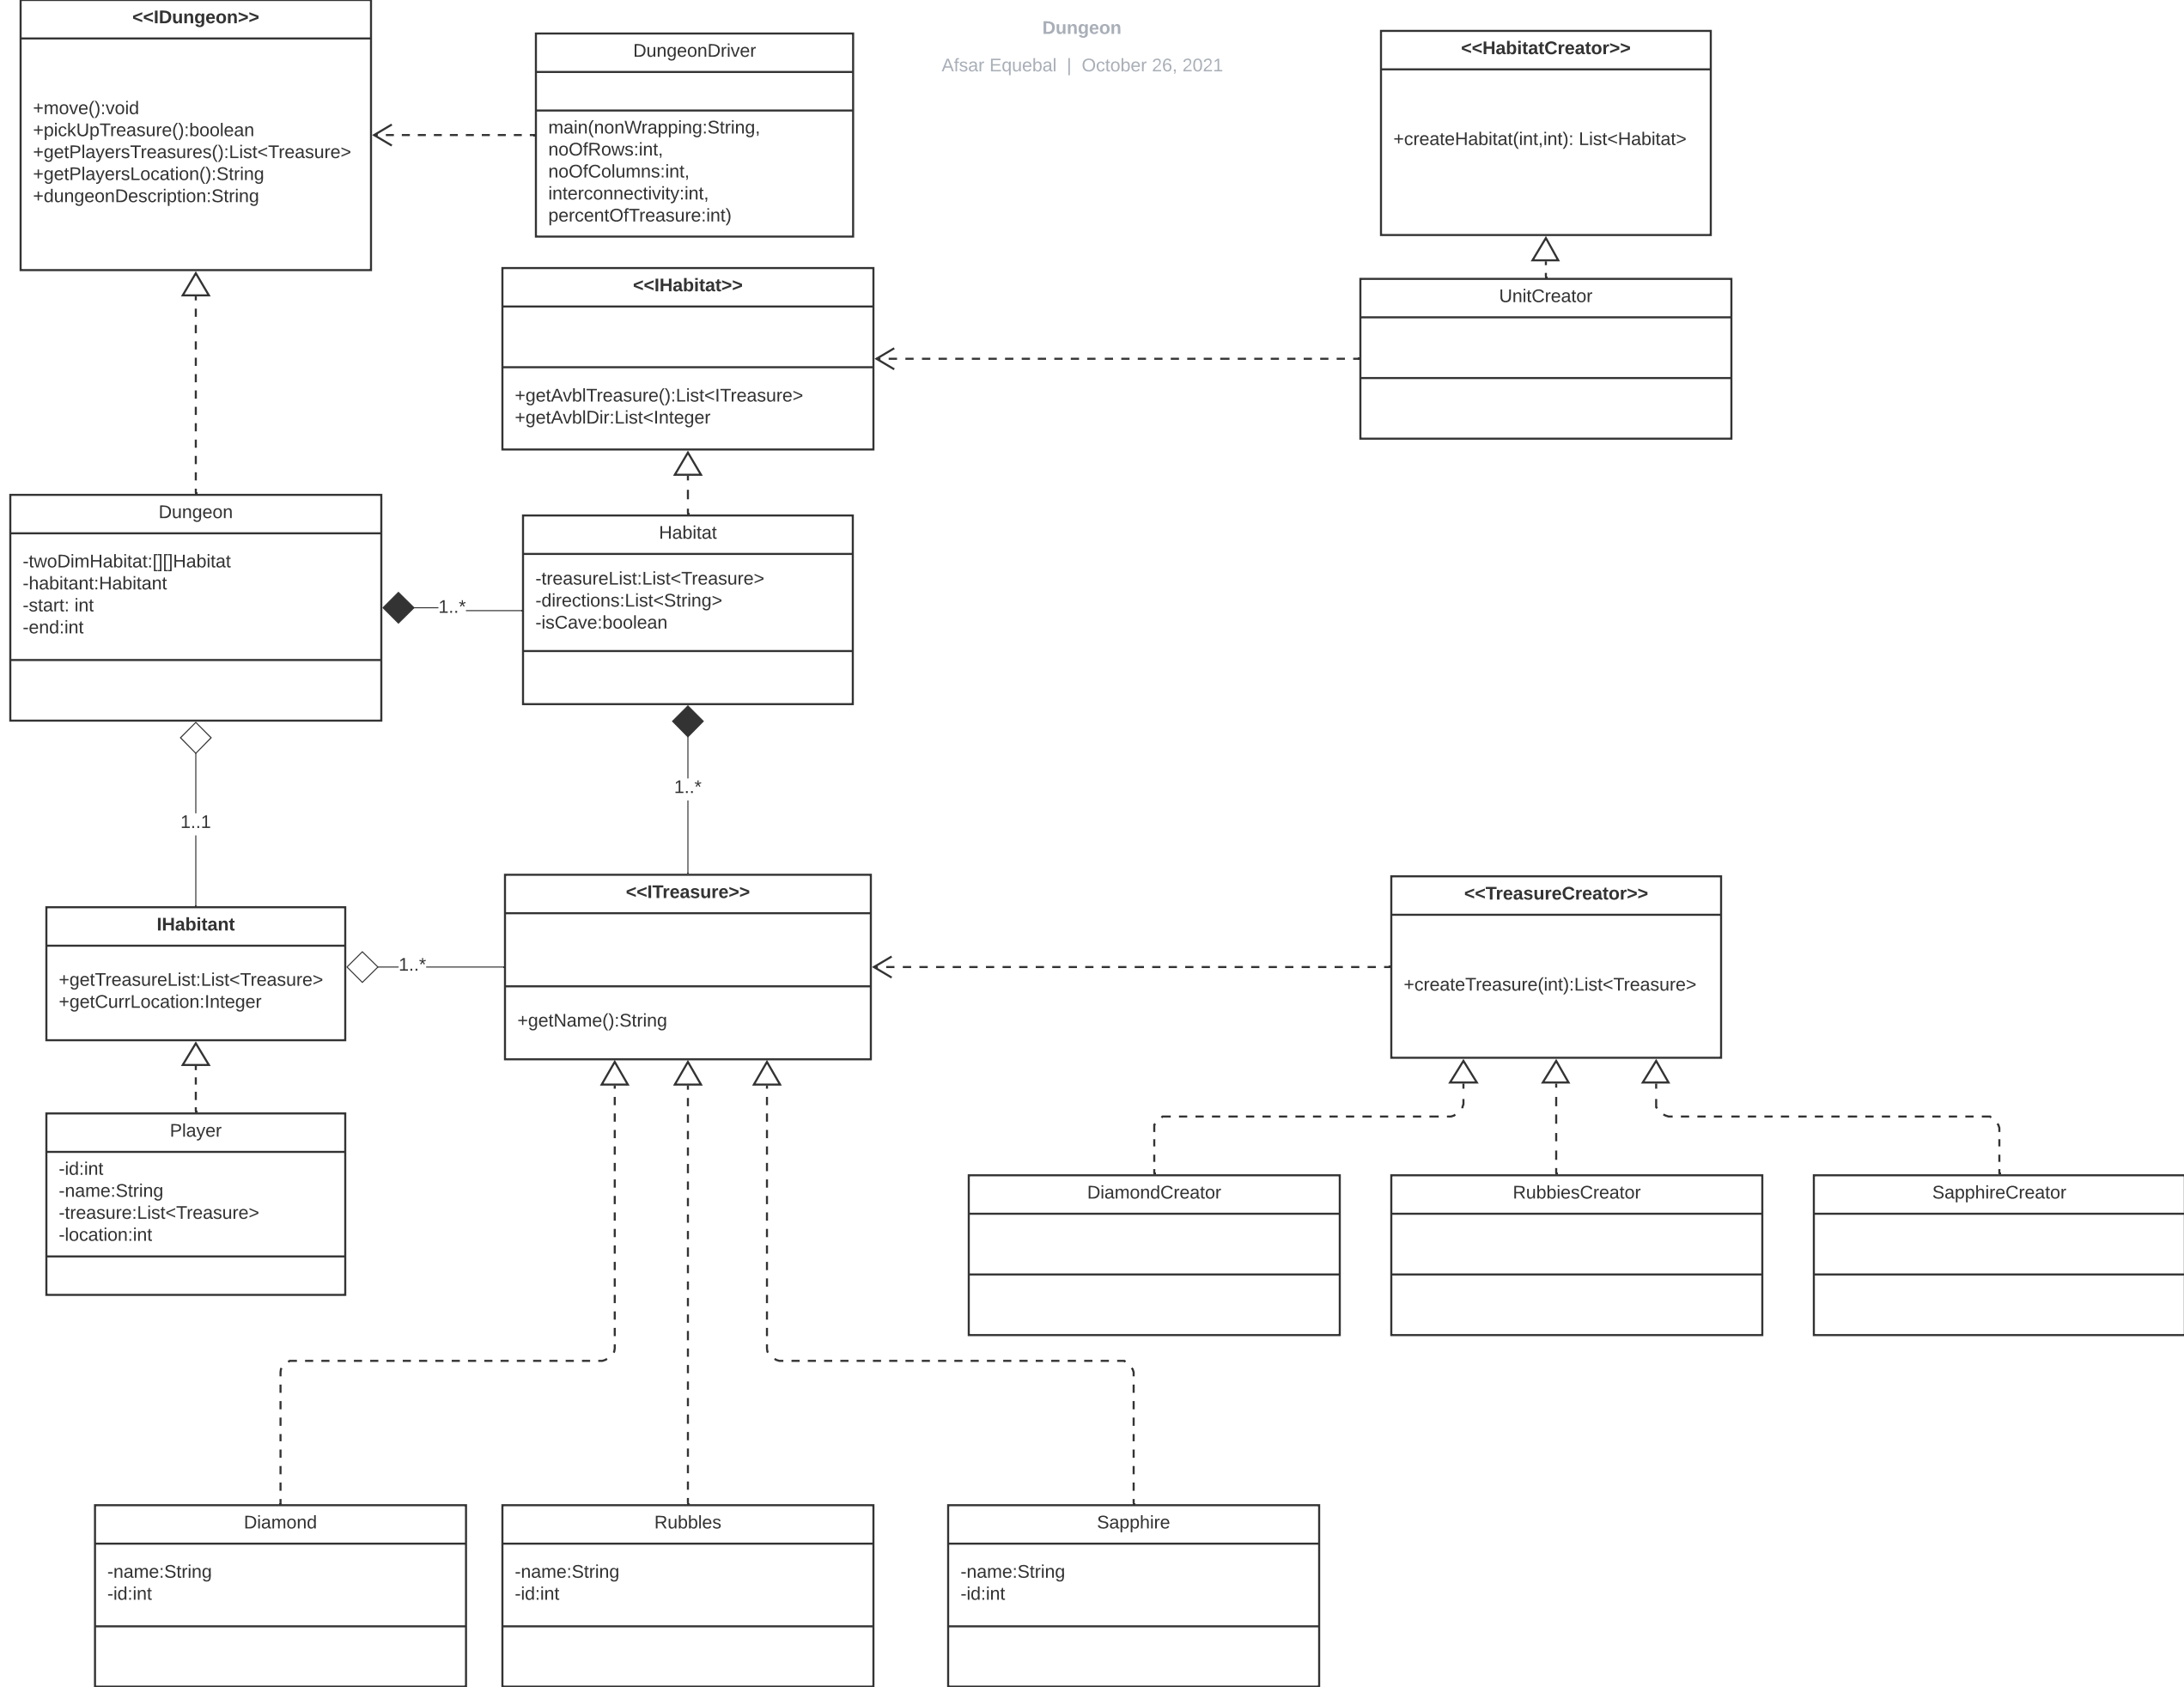 <<IDungeon>>
+move():void
+pickUpTreasure():boolean
+getPlayersTreasures():List<Treasure>
+getPlayersLocation():String
+dungeonDescription:String
DungeonDriver
main(nonWrapping:String,
noOfRows:int,
noOfColumns:int,
interconnectivity:int,
percentOfTreasure:int)
Dungeon
Afsar Equebal | October 26, 2021
<<HabitatCreator>>
+createHabitat(int,int): List<Habitat>
<<IHabitat>>
+getAvblTreasure():List<ITreasure>
+getAvblDir:List<Integer
UnitCreator
Dungeon
-twoDimHabitat:[][]Habitat
-habitant:Habitant
-start: int
-end:int
1..*
Habitat
-treasureList:List<Treasure>
-directions:List<String>
-isCave:boolean
1..1
1..*
IHabitant
+getTreasureList:List<Treasure>
+getCurrLocation:Integer
1..*
<<ITreasure>>
+getName():String
<<TreasureCreator>>
+createTreasure(int):List<Treasure>
Player
-id:int
-name:String
-treasure:List<Treasure>
-location:int
DiamondCreator
RubbiesCreator
SapphireCreator
Diamond
-name:String
-id:int
Rubbles
-name:String
-id:int
Sapphire
-name:String
-id:int